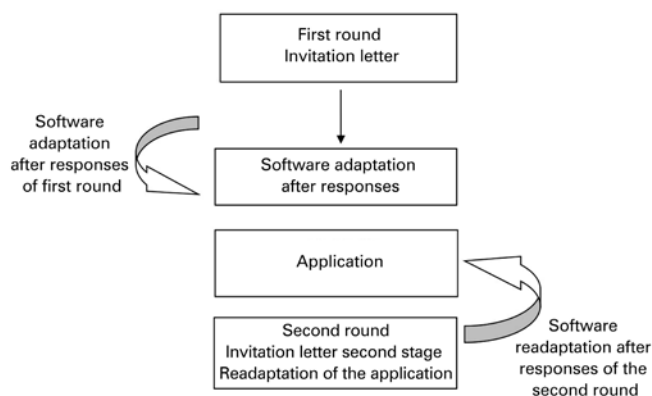 First round
Invitation letter
Software
adaptation
after responses
of first round
Software adaptation
after responses
Application
Second round
Invitation letter second stage
Readaptation of the application
Software
readaptation after
responses of the
second round